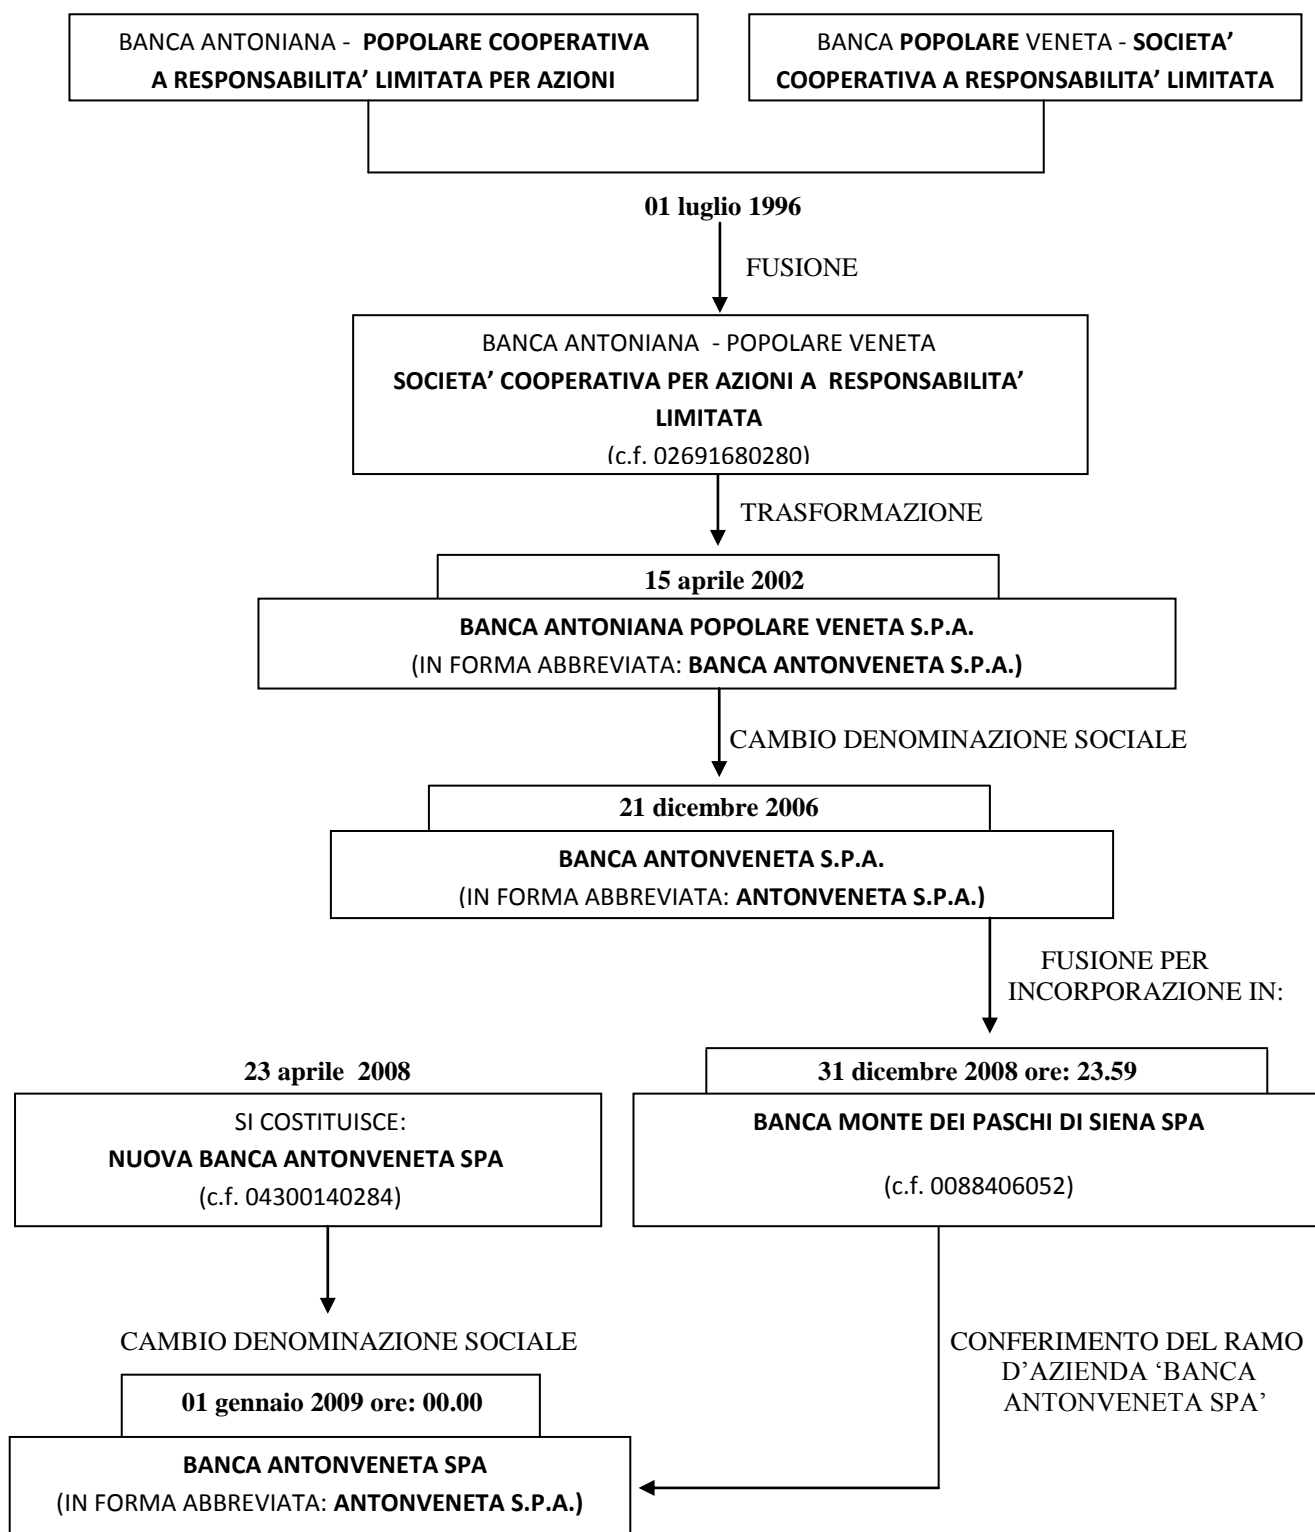 BANCA ANTONIANA - POPOLARE COOPERATIVA
A RESPONSABILITA’ LIMITATA PER AZIONI
BANCA POPOLARE VENETA - SOCIETA’
COOPERATIVA A RESPONSABILITA’ LIMITATA
01 luglio 1996
FUSIONE
BANCA ANTONIANA - POPOLARE VENETA
SOCIETA’ COOPERATIVA PER AZIONI A RESPONSABILITA’
LIMITATA
(c.f. 02691680280)
TRASFORMAZIONE
15 aprile 2002
BANCA ANTONIANA POPOLARE VENETA S.P.A.
(IN FORMA ABBREVIATA: BANCA ANTONVENETA S.P.A.)
CAMBIO DENOMINAZIONE SOCIALE
21 dicembre 2006
BANCA ANTONVENETA S.P.A.
(IN FORMA ABBREVIATA: ANTONVENETA S.P.A.)
FUSIONE PER
INCORPORAZIONE IN:
23 aprile 2008
SI COSTITUISCE:
NUOVA BANCA ANTONVENETA SPA
(c.f. 04300140284)
31 dicembre 2008 ore: 23.59
BANCA MONTE DEI PASCHI DI SIENA SPA
(c.f. 0088406052)
CAMBIO DENOMINAZIONE SOCIALE
CONFERIMENTO DEL RAMO
D’AZIENDA ‘BANCA
ANTONVENETA SPA’
01 gennaio 2009 ore: 00.00
BANCA ANTONVENETA SPA
(IN FORMA ABBREVIATA: ANTONVENETA S.P.A.)